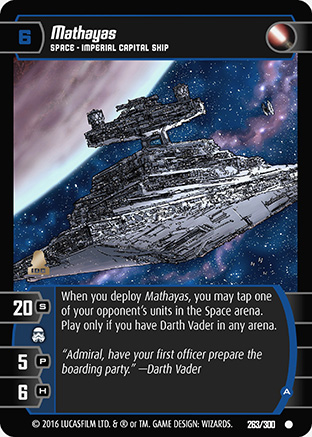 6
Mathayas
SPACE • IMPERIAL CAPITAL SHIP
IDC
20 S
When you deploy Mathayas, you may tap one
of your opponent's units in the Space arena.
Play only if you have Darth Vader in any arena.
5 P
"Admiral, have your first officer prepare the
boarding party." —Darth Vader
6 H
A
© 2016 LUCASFILM LTD. & ® OR TM. GAME DESIGN: WIZARDS.
263/300